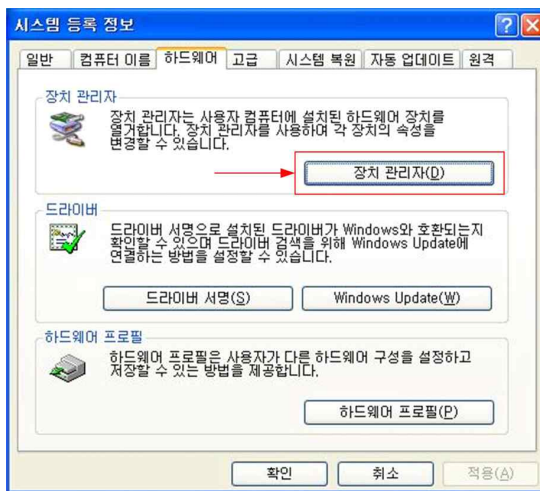 시스템 등록 정보
일반 컴퓨터 이름 하드웨어 고급 시스템 복원 자동 업데이트 원격
장치 관리자
장치 관리자는 사용자 컴퓨터에 설치된 하드웨어 장치를
열거합니다. 장치 관리자를 사용하여 각 장치의 속성을
변경할 수 있습니다.
장치 관리자(D)
드라이버
드라이버 서명으로 설치된 드라이버가 Windows와 호환되는지
확인할 수 있으며 드라이버 검색을 위해 Windows Update에
연결하는 방법을 설정할 수 있습니다.
드라이버 서명(S) Windows Update(W)
하드웨어 프로필
하드웨어 프로필은 사용자가 다른 하드웨어 구성을 설정하고
저장할 수 있는 방법을 제공합니다.
하드웨어 프로필(P)
확인 취소 적용(A)